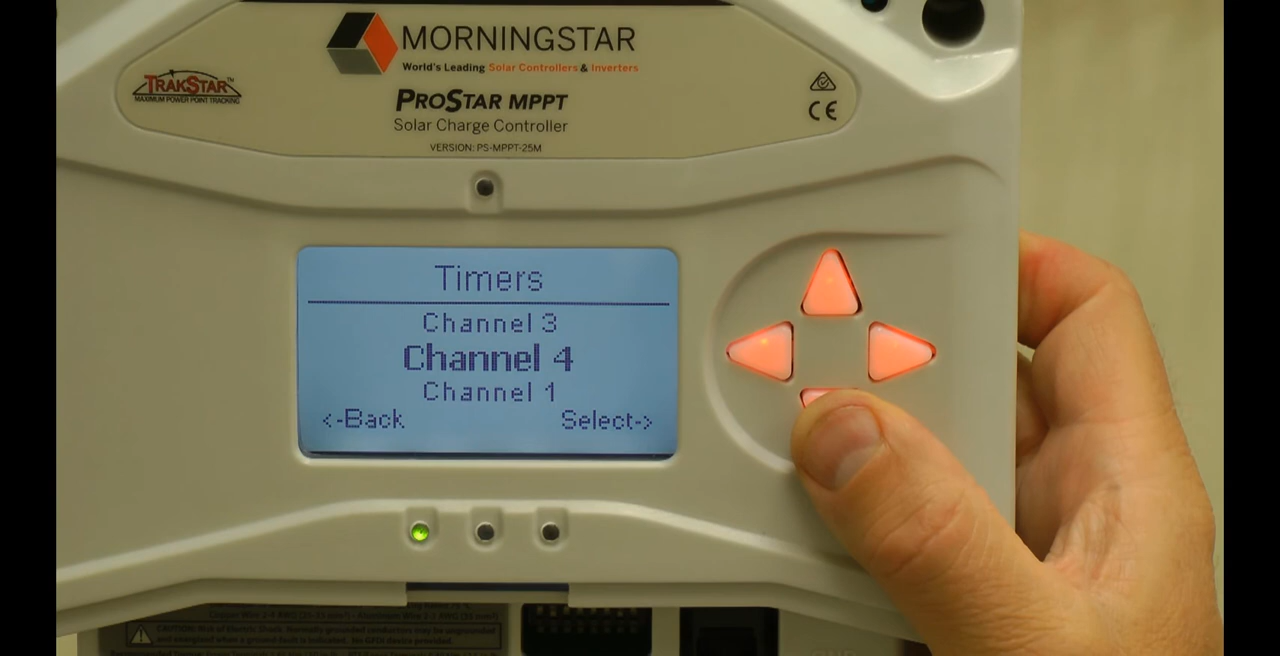 MORNINGSTAR
World's Leading Solar Controllers & Inverters
TRAKSTAR™
MAXIMUM POWER POINT TRACKING
PROSTAR MPPT
Solar Charge Controller
VERSION: PS-MPPT-25M
CE
Timers
Channel 3
Channel 4
Channel 1
<-Back Select->